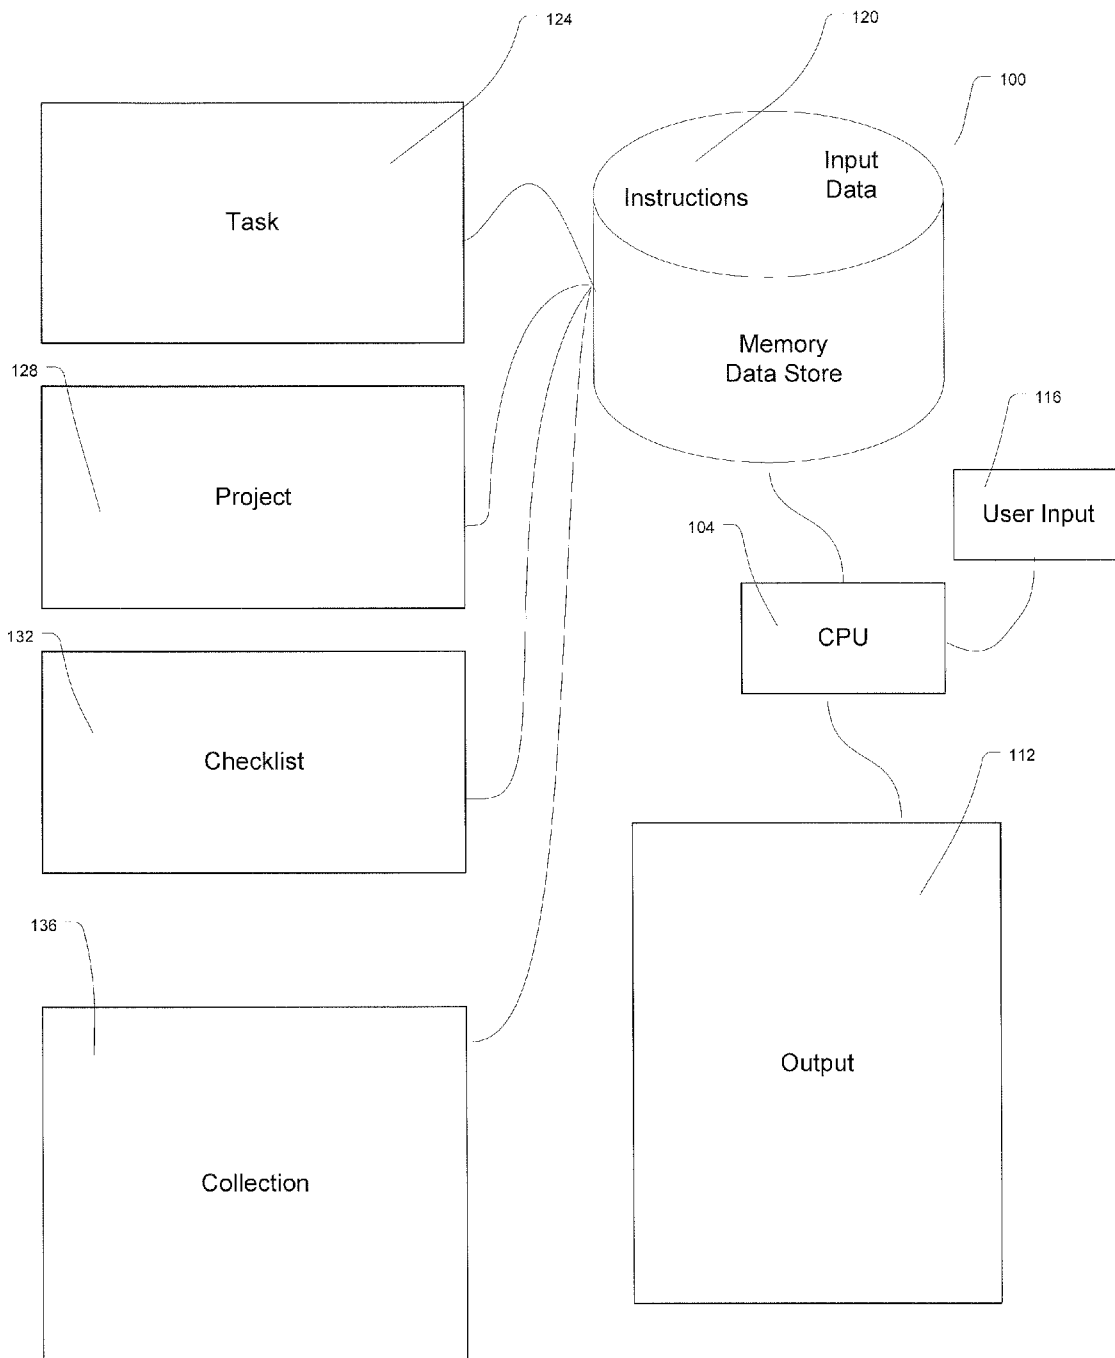 124
120
100
Input
Data
Instructions
Task
Memory
Data Store
128
116
Project
User Input
104
CPU
132
Checklist
112
136
Output
Collection